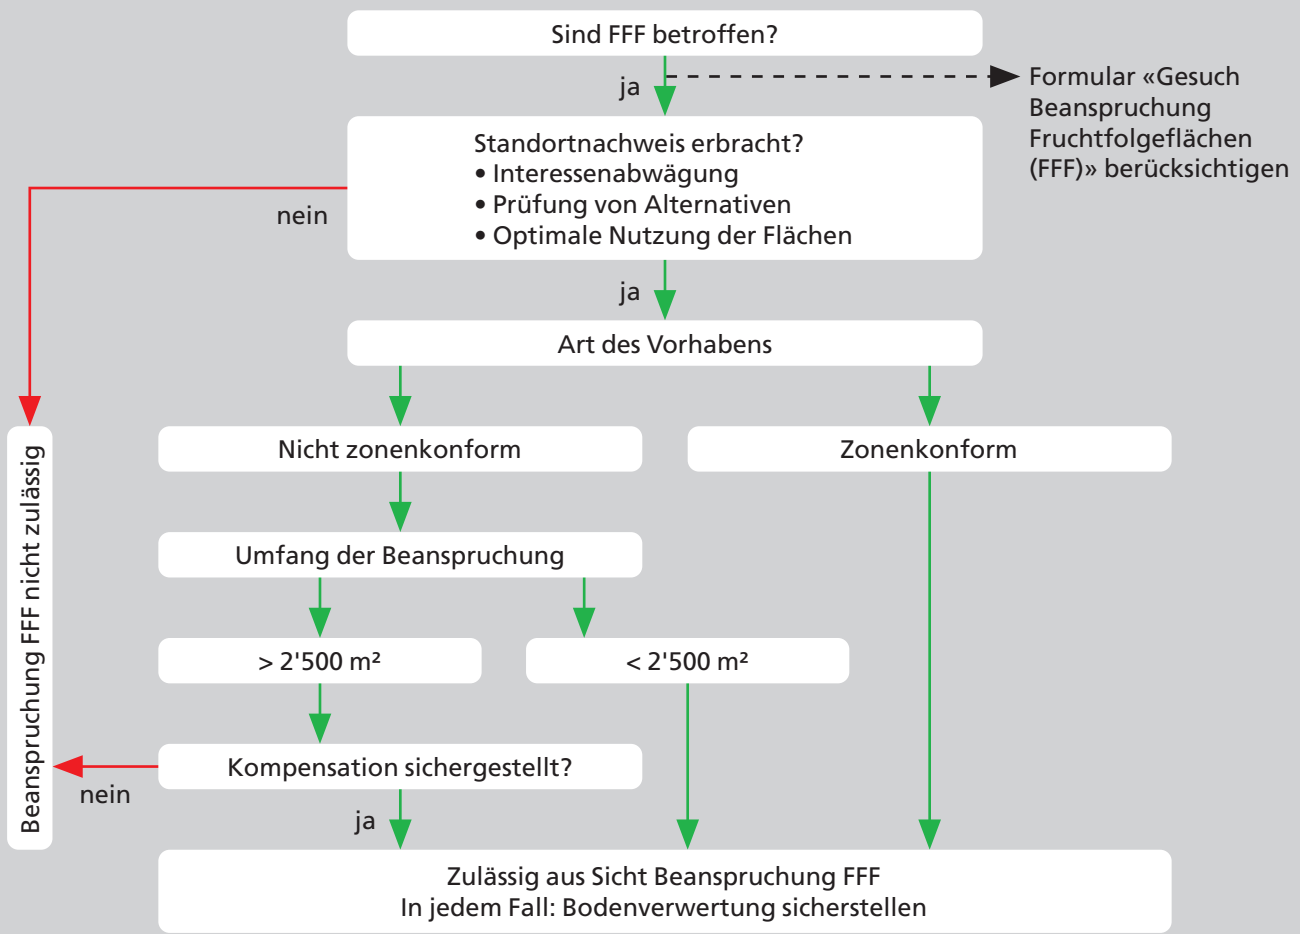 Sind FFF betroffen?
ja
Formular «Gesuch
Beanspruchung
Fruchtfolgeflächen
(FFF)» berücksichtigen
Standortnachweis erbracht?
• Interessenabwägung
• Prüfung von Alternativen
• Optimale Nutzung der Flächen
nein
ja
Art des Vorhabens
Nicht zonenkonform
Zonenkonform
Umfang der Beanspruchung
> 2'500 m²
< 2'500 m²
Kompensation sichergestellt?
nein
ja
Beanspruchung FFF nicht zulässig
Zulässig aus Sicht Beanspruchung FFF
In jedem Fall: Bodenverwertung sicherstellen